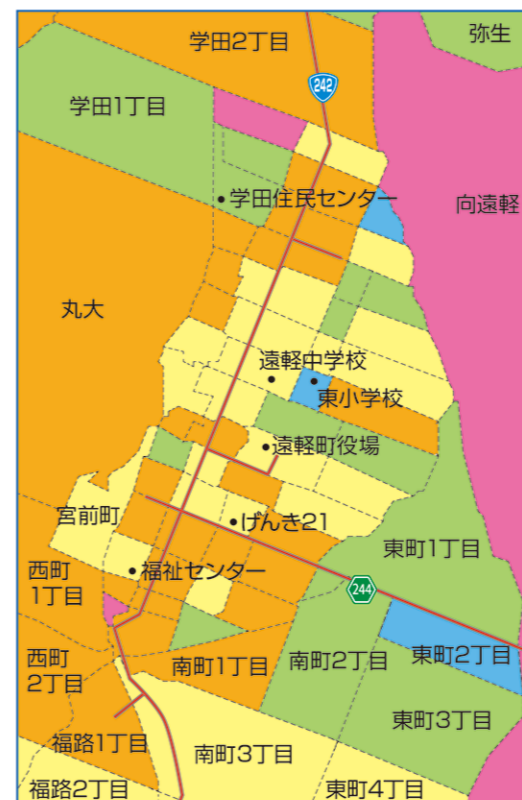 学田2丁目
弥生
242
学田1丁目
学田住民センター
向遠軽
丸大
遠軽中学校
東小学校
遠軽町役場
宮前町
げんき21
東町1丁目
福祉センター
西町
1丁目
244
西町
2丁目
南町1丁目
南町2丁目
東町2丁目
東町3丁目
福路1丁目
南町3丁目
福路2丁目
東町4丁目